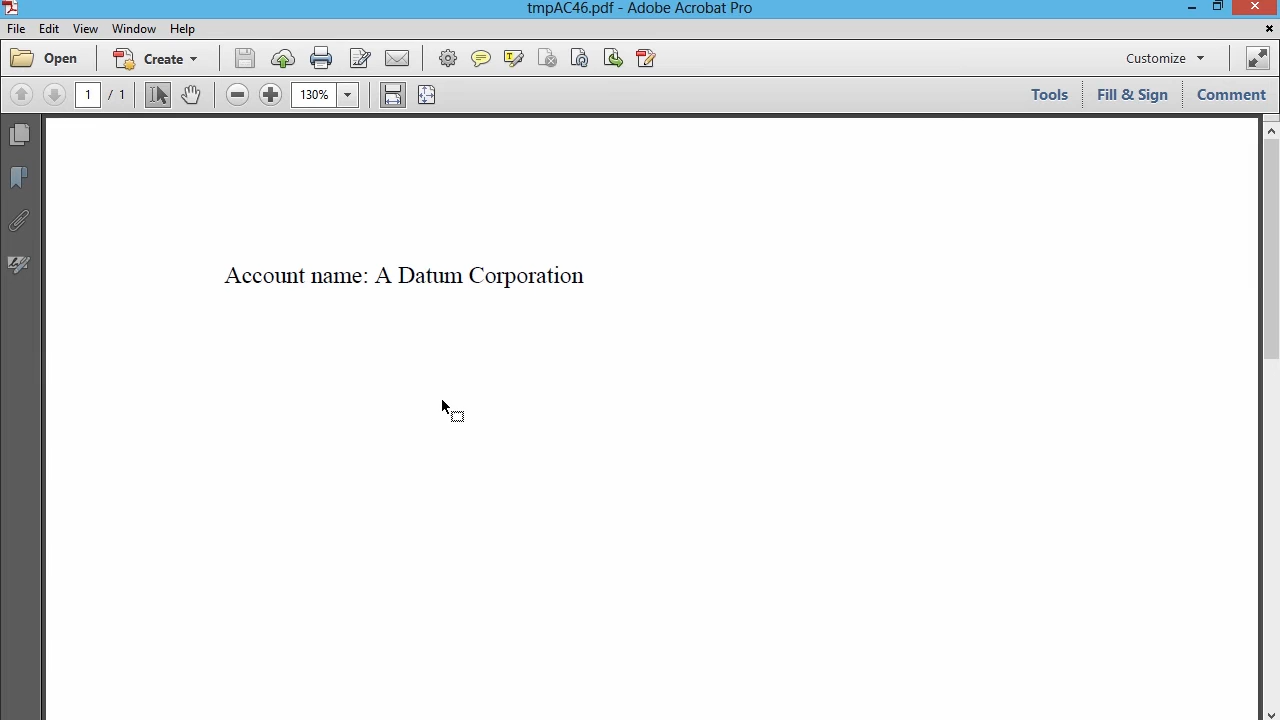 tmpAC46.pdf - Adobe Acrobat Pro
File Edit View Window Help
Open Create Customize
1 / 1 130% Tools Fill & Sign Comment
Account name: A Datum Corporation